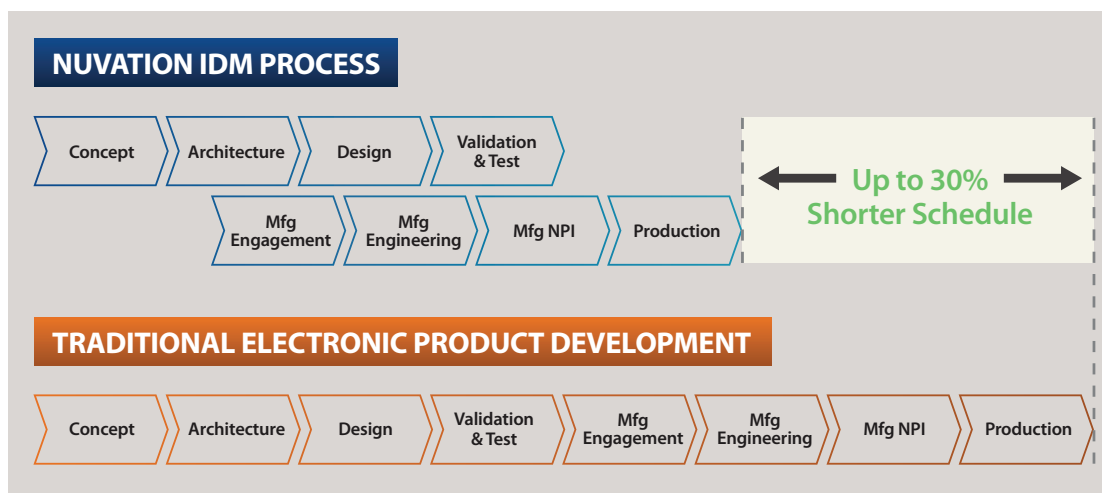 NUVATION IDM PROCESS
Concept
Architecture
Design
Validation
& Test
Mfg
Engagement
Mfg
Engineering
Mfg NPI
Production
Up to 30%
Shorter Schedule
TRADITIONAL ELECTRONIC PRODUCT DEVELOPMENT
Concept
Architecture
Design
Validation
& Test
Mfg
Engagement
Mfg
Engineering
Mfg NPI
Production